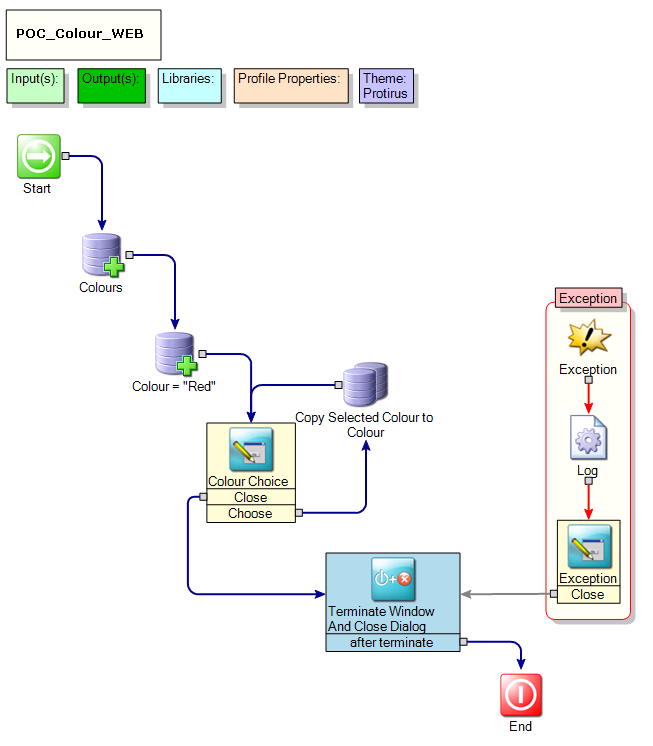 POC_Colour_WEB
Input(s):
Output(s):
Libraries:
Profile Properties:
Theme:
Protirus
Start
Colours
Colour = "Red"
Copy Selected Colour to
Colour
Colour Choice
Close
Choose
Terminate Window
And Close Dialog
after terminate
End
Exception
Exception
Log
Exception
Close